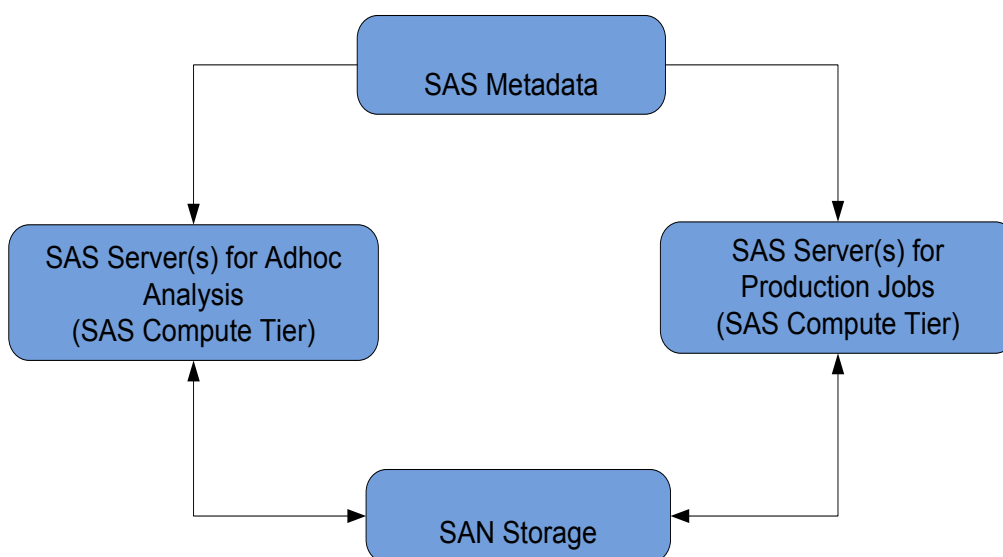 SAS Metadata
SAS Server(s) for Adhoc
Analysis
(SAS Compute Tier)
SAS Server(s) for
Production Jobs
(SAS Compute Tier)
SAN Storage